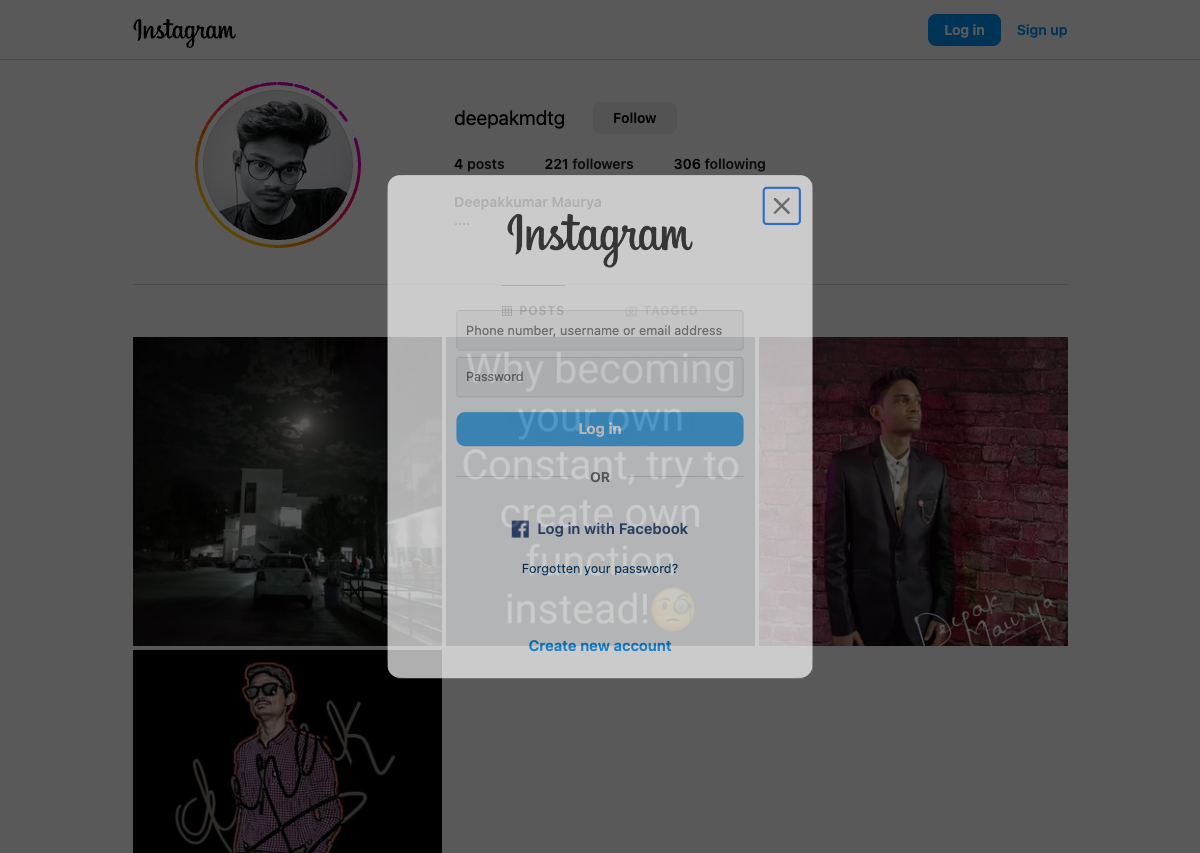 Instagram
Log in
Sign up
deepakmdtg
Follow
4 posts
221 followers
306 following
Deepakkumar Maurya
....
Instagram
POSTS
TAGGED
Phone number, username or email address
Password
Log in
OR
Log in with Facebook
Forgotten your password?
Create new account
Why becoming
your own
Constant, try to
create own
function
instead!🧐
Deepak
Maurya
deepak